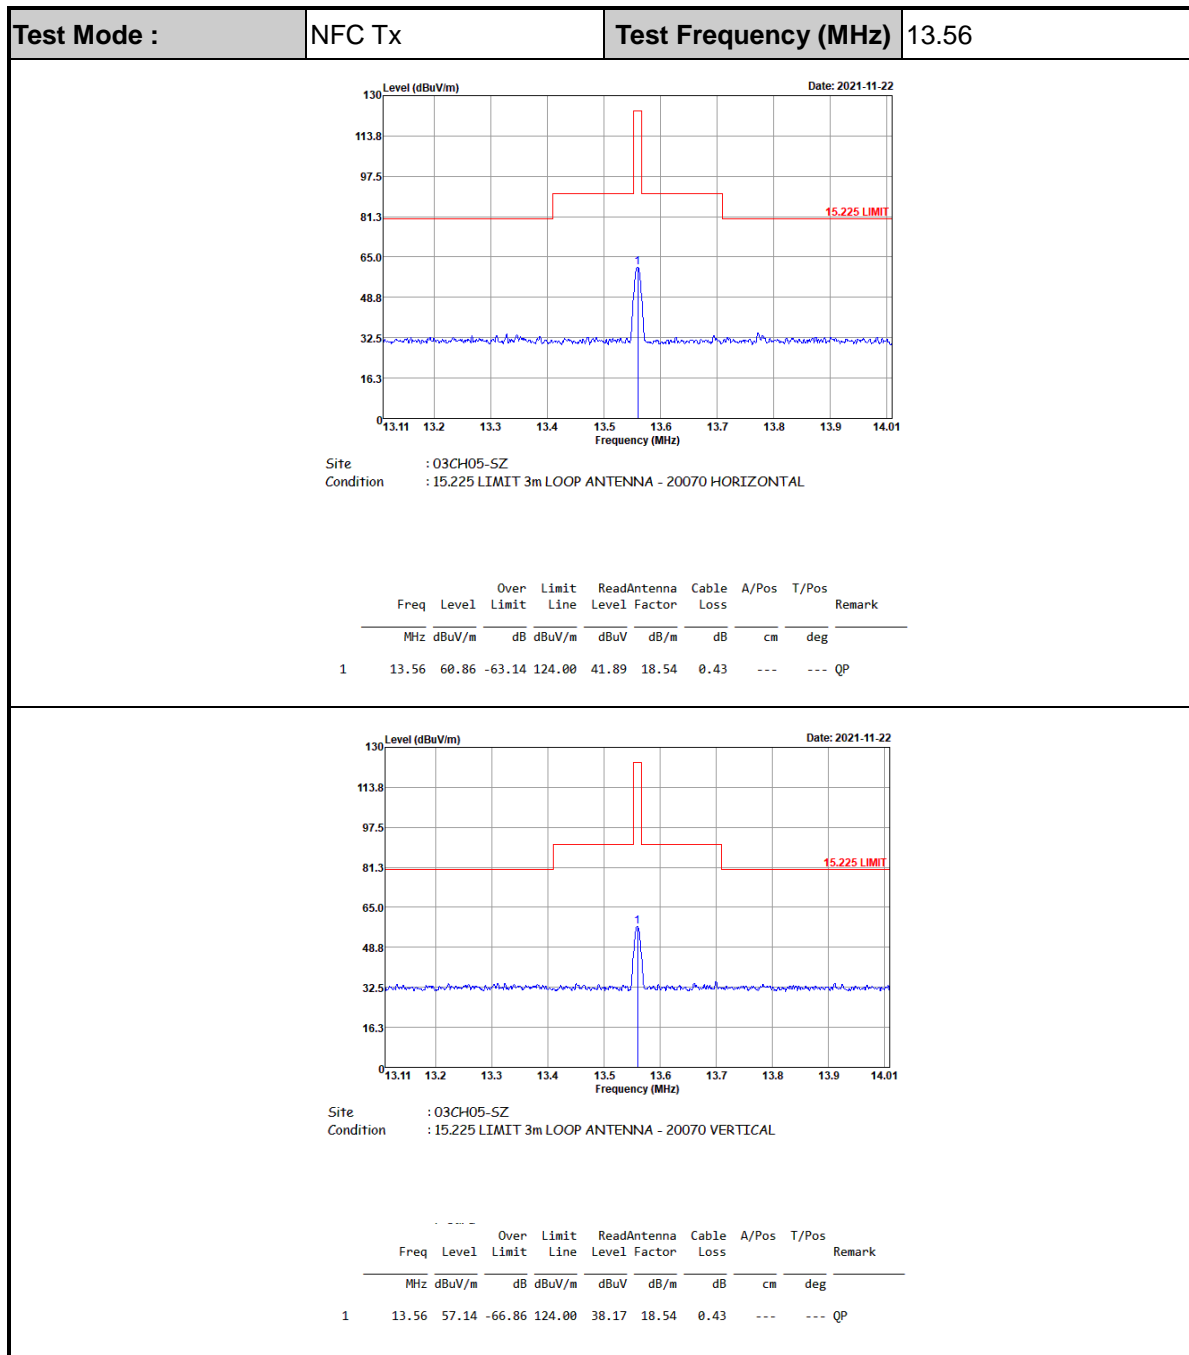 Test Mode : NFC Tx Test Frequency (MHz) 13.56
Level (dBuV/m) Date: 2021-11-22
130
113.8
97.5
81.3 15.225 LIMIT
65.0 1
48.8
32.5
16.3
0
13.11 13.2 13.3 13.4 13.5 13.6 13.7 13.8 13.9 14.01
Frequency (MHz)
Site : 03CH05-SZ
Condition : 15.225 LIMIT 3m LOOP ANTENNA - 20070 HORIZONTAL
Over Limit ReadAntenna Cable A/Pos T/Pos
Freq Level Limit Line Level Factor Loss Remark
MHz dBuV/m dB dBuV/m dBuV dB/m dB cm deg
1 13.56 60.86 -63.14 124.00 41.89 18.54 0.43 --- --- QP
Level (dBuV/m) Date: 2021-11-22
130
113.8
97.5
81.3 15.225 LIMIT
65.0 1
48.8
32.5
16.3
0
13.11 13.2 13.3 13.4 13.5 13.6 13.7 13.8 13.9 14.01
Frequency (MHz)
Site : 03CH05-SZ
Condition : 15.225 LIMIT 3m LOOP ANTENNA - 20070 VERTICAL
Over Limit ReadAntenna Cable A/Pos T/Pos
Freq Level Limit Line Level Factor Loss Remark
MHz dBuV/m dB dBuV/m dBuV dB/m dB cm deg
1 13.56 57.14 -66.86 124.00 38.17 18.54 0.43 --- --- QP